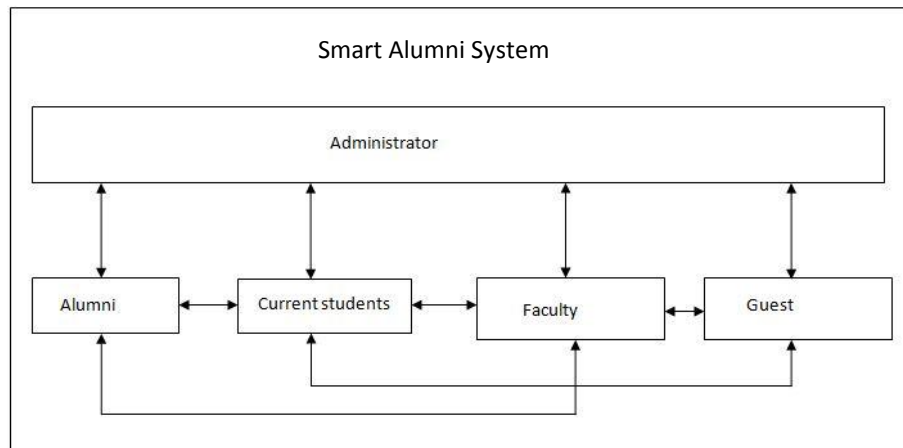 Smart Alumni System
Administrator
Alumni
Current students
Faculty
Guest